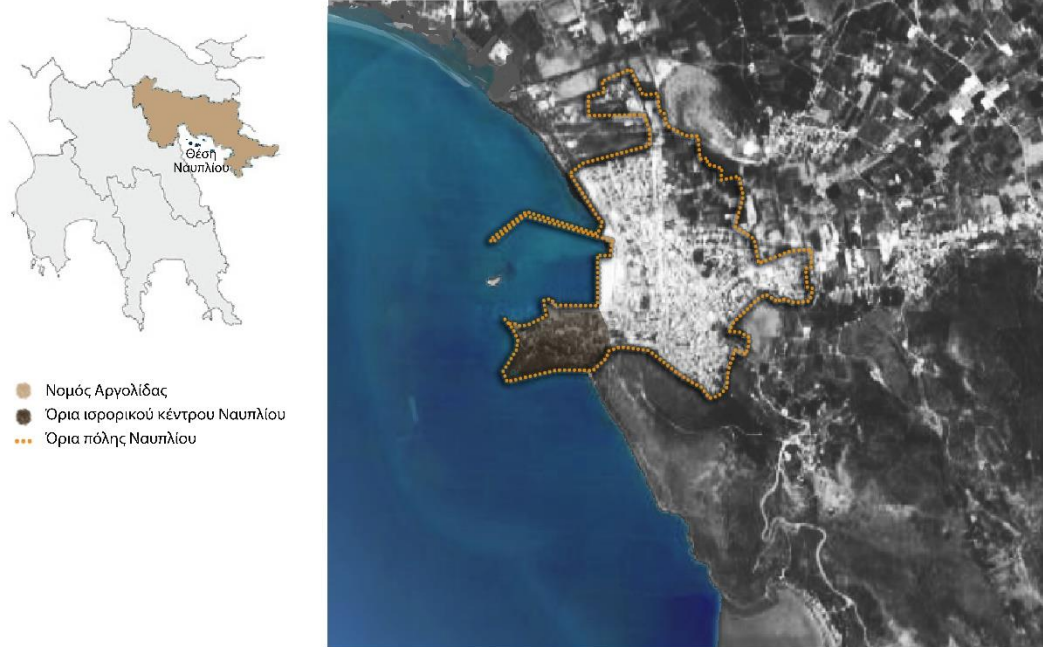 Θέση
Ναυπλίου
Νομός Αργολίδας
Όρια ισρορικού κέντρου Ναυπλίου
Όρια πόλης Ναυπλίου